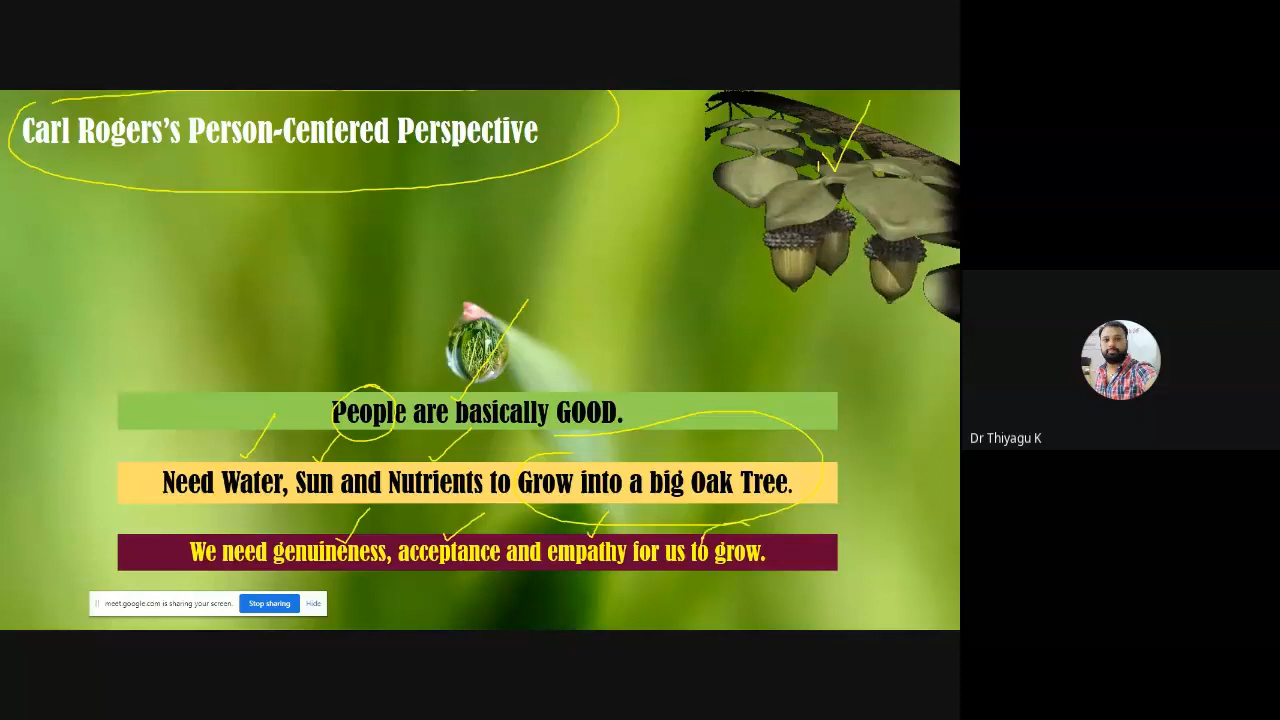 Carl Rogers's Person-Centered Perspective
People are basically GOOD.
Need Water, Sun and Nutrients to Grow into a big Oak Tree.
We need genuineness, acceptance and empathy for us to grow.
meet.google.com is sharing your screen. Stop sharing Hide
Dr Thiyagu K